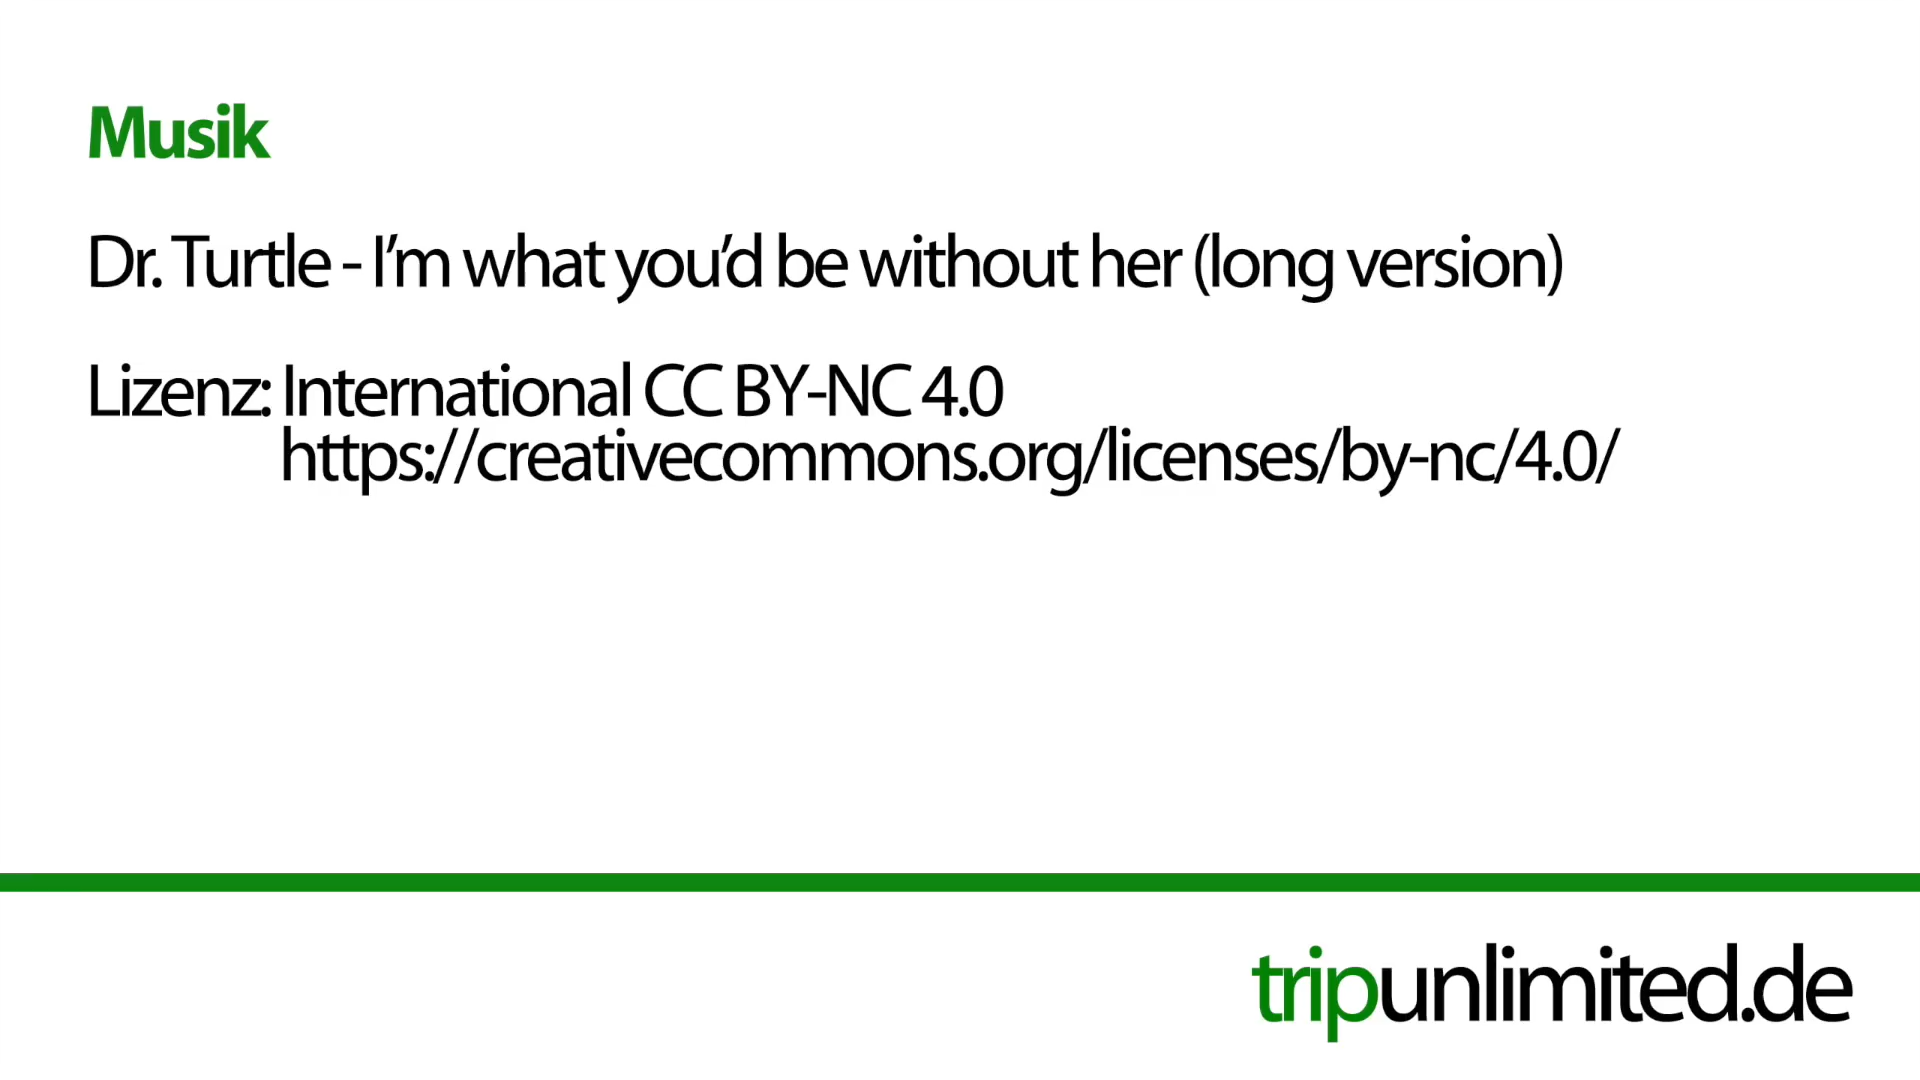 Musik
Dr. Turtle - I’m what you’d be without her (long version)
Lizenz: International CC BY-NC 4.0
https://creativecommons.org/licenses/by-nc/4.0/
tripunlimited.de